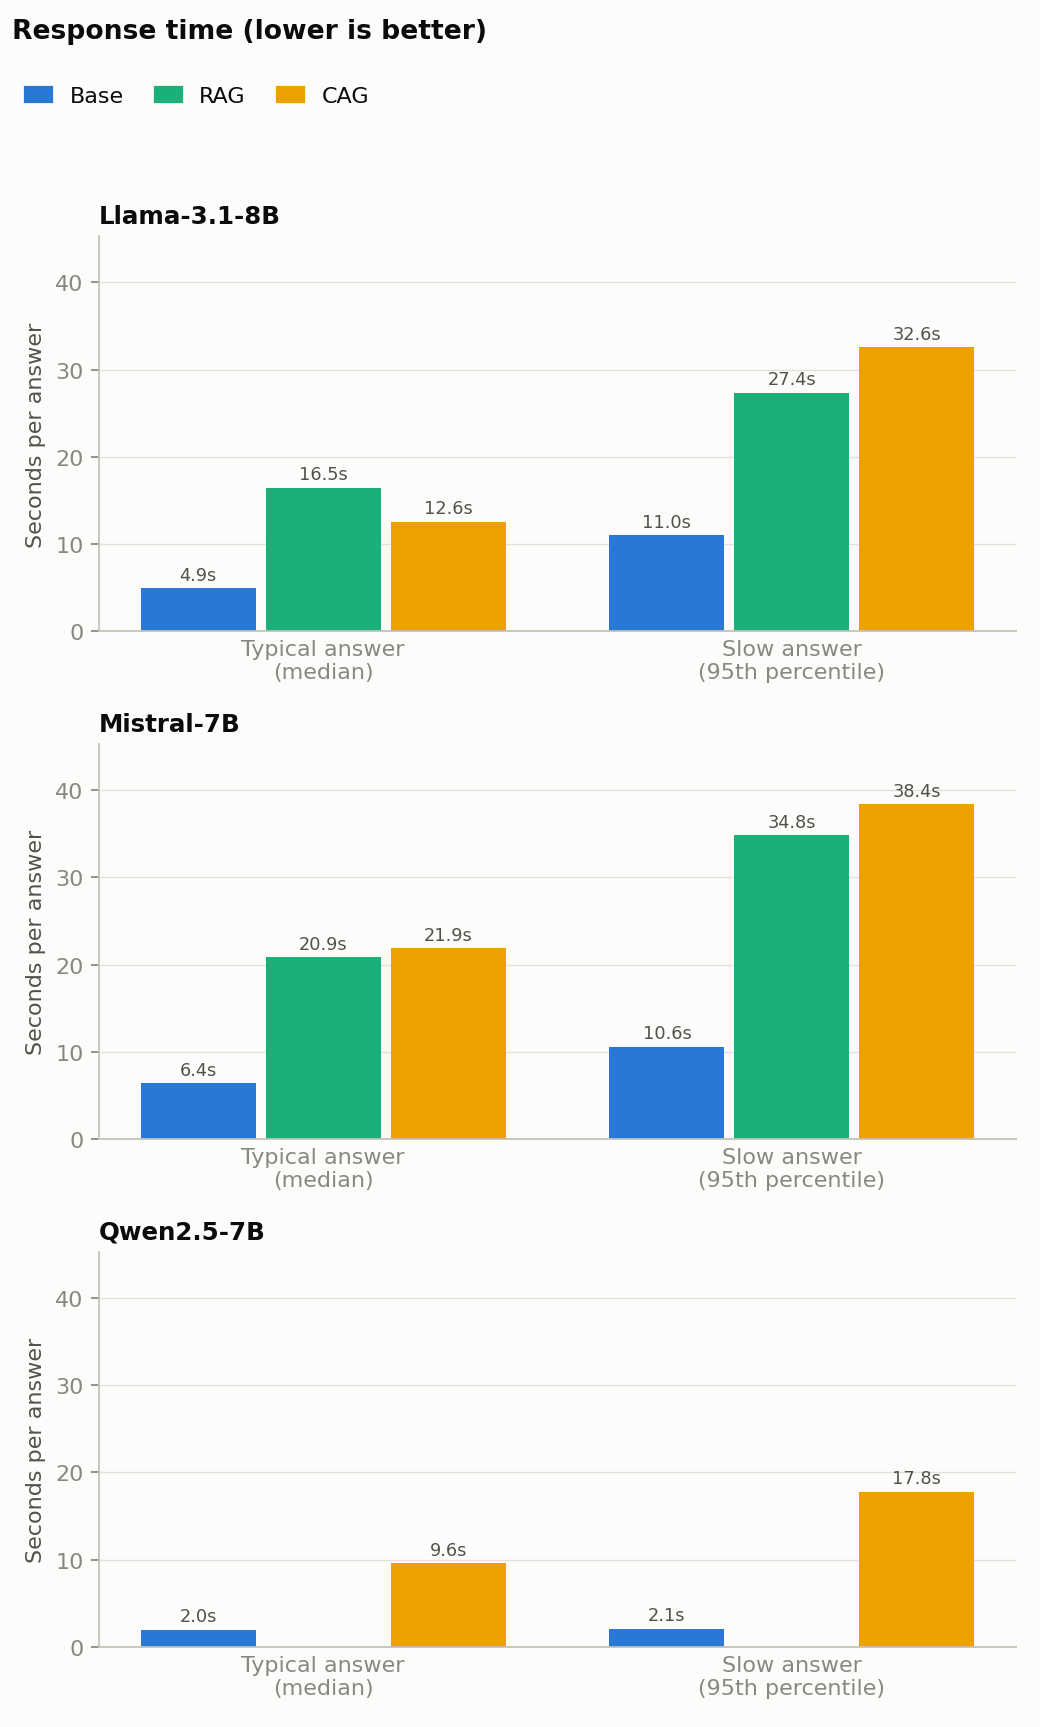 Response time (lower is better)
Base RAG CAG
Llama-3.1-8B
Seconds per answer
40
30
20
10
0
4.9s
16.5s
12.6s
11.0s
27.4s
32.6s
Typical answer
(median)
Slow answer
(95th percentile)
Mistral-7B
Seconds per answer
40
30
20
10
0
6.4s
20.9s
21.9s
10.6s
34.8s
38.4s
Typical answer
(median)
Slow answer
(95th percentile)
Qwen2.5-7B
Seconds per answer
40
30
20
10
0
2.0s
9.6s
2.1s
17.8s
Typical answer
(median)
Slow answer
(95th percentile)